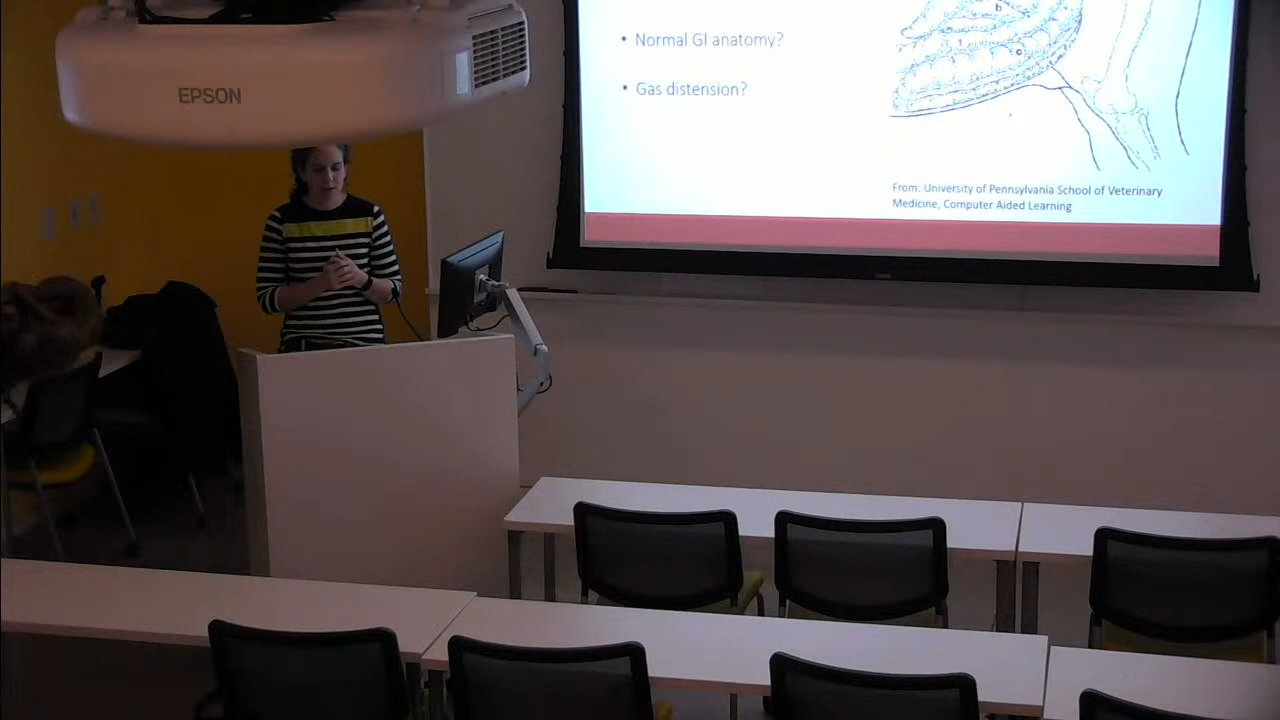 • Normal GI anatomy?
• Gas distension?
From: University of Pennsylvania School of Veterinary
Medicine, Computer Aided Learning
EPSON